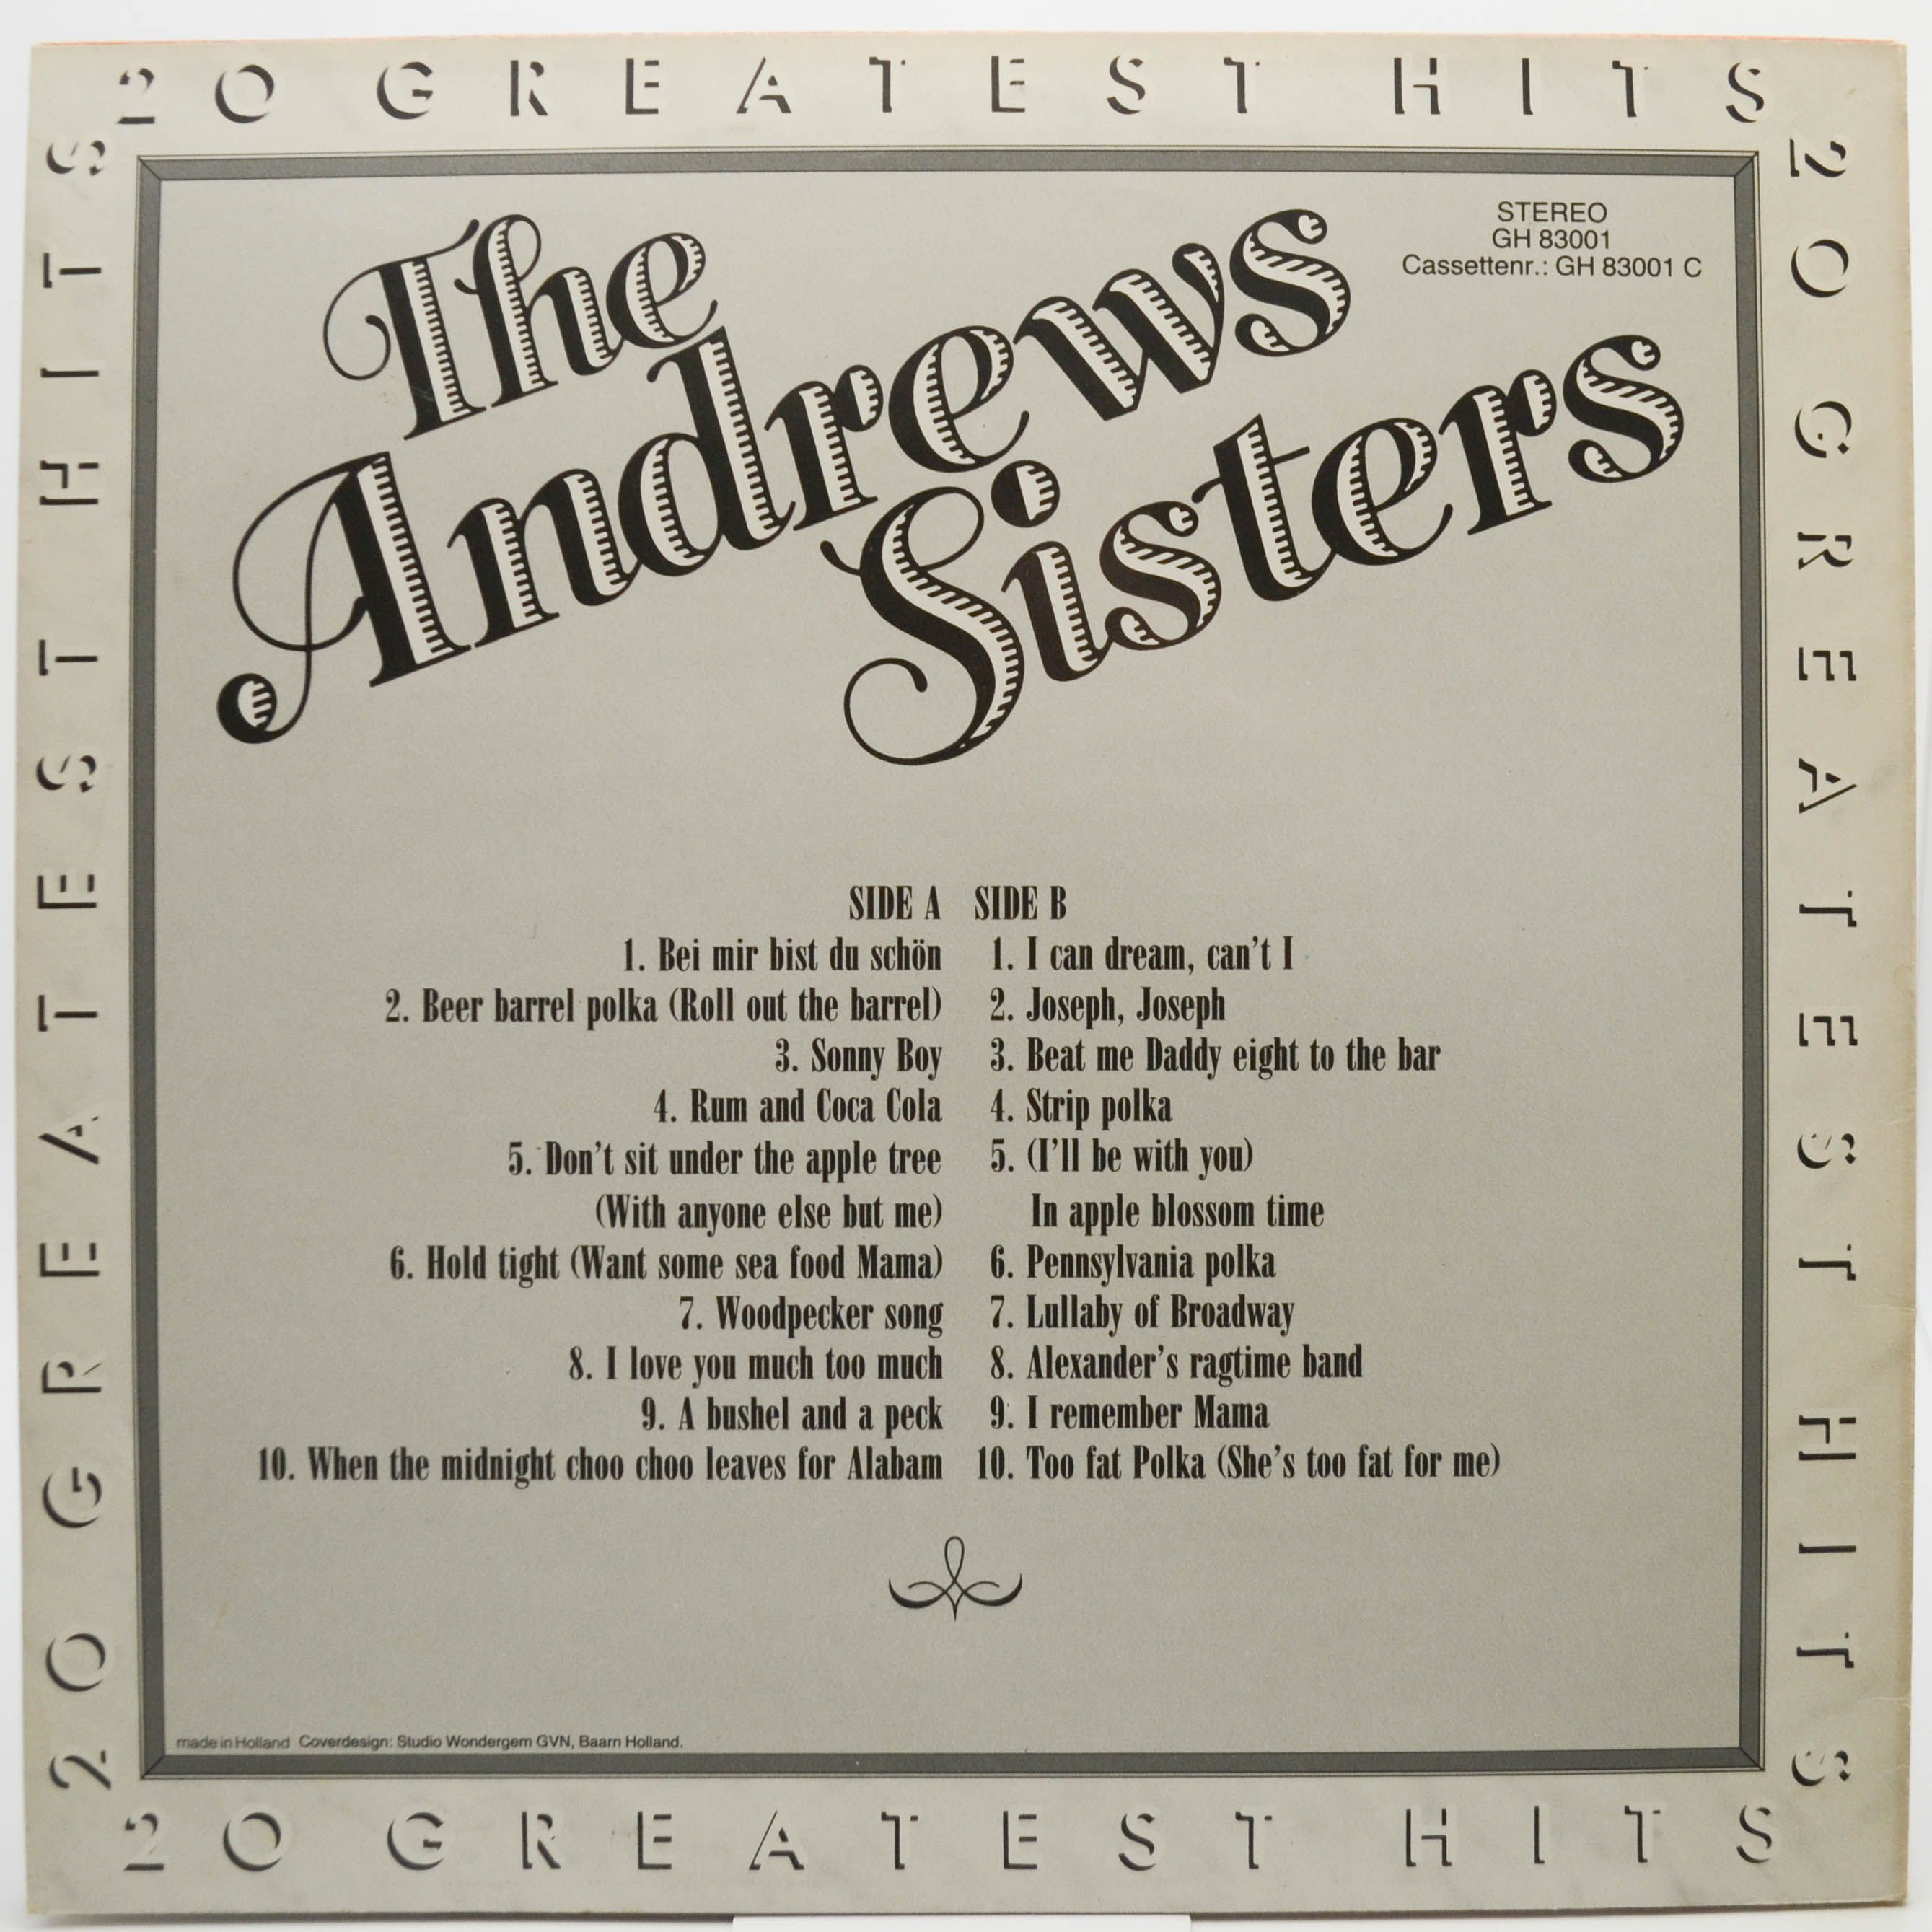 20 GREATEST HITS
20 GREATEST HITS
20 GREATEST HITS
STEREO
GH 83001
Cassettenr.: GH 83001 C
The
Andrews
Sisters
SIDE A
1. Bei mir bist du schön
2. Beer barrel polka (Roll out the barrel)
3. Sonny Boy
4. Rum and Coca Cola
5. Don't sit under the apple tree
(With anyone else but me)
6. Hold tight (Want some sea food Mama)
7. Woodpecker song
8. I love you much too much
9. A bushel and a peck
10. When the midnight choo choo leaves for Alabam
SIDE B
1. I can dream, can't I
2. Joseph, Joseph
3. Beat me Daddy eight to the bar
4. Strip polka
5. (I'll be with you)
In apple blossom time
6. Pennsylvania polka
7. Lullaby of Broadway
8. Alexander's ragtime band
9. I remember Mama
10. Too fat Polka (She's too fat for me)
made in Holland Coverdesign: Studio Wondergem GVN, Baarn Holland.
20 GREATEST HITS